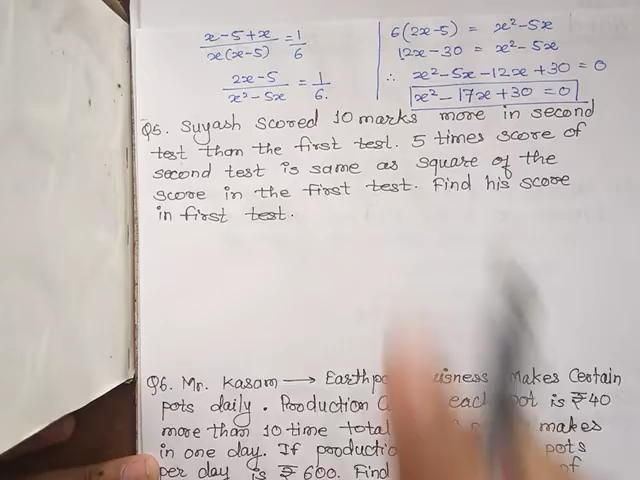 x-5+x / x(x-5) = 1/6
2x-5 / x²-5x = 1/6.
6(2x-5) = x²-5x
12x-30 = x²-5x
∴ x²-5x-12x+30 = 0
x²-17x+30 = 0
Q5. Suyash scored 10 marks more in second
test than the first test. 5 times score of
second test is same as square of the
score in the first test. Find his score
in first test.
Q6. Mr. Kasam → makes Certain
pots daily. Production each pot is ₹40
more than 10 time total makes
in one day. If pots
per day is ₹600. Find of